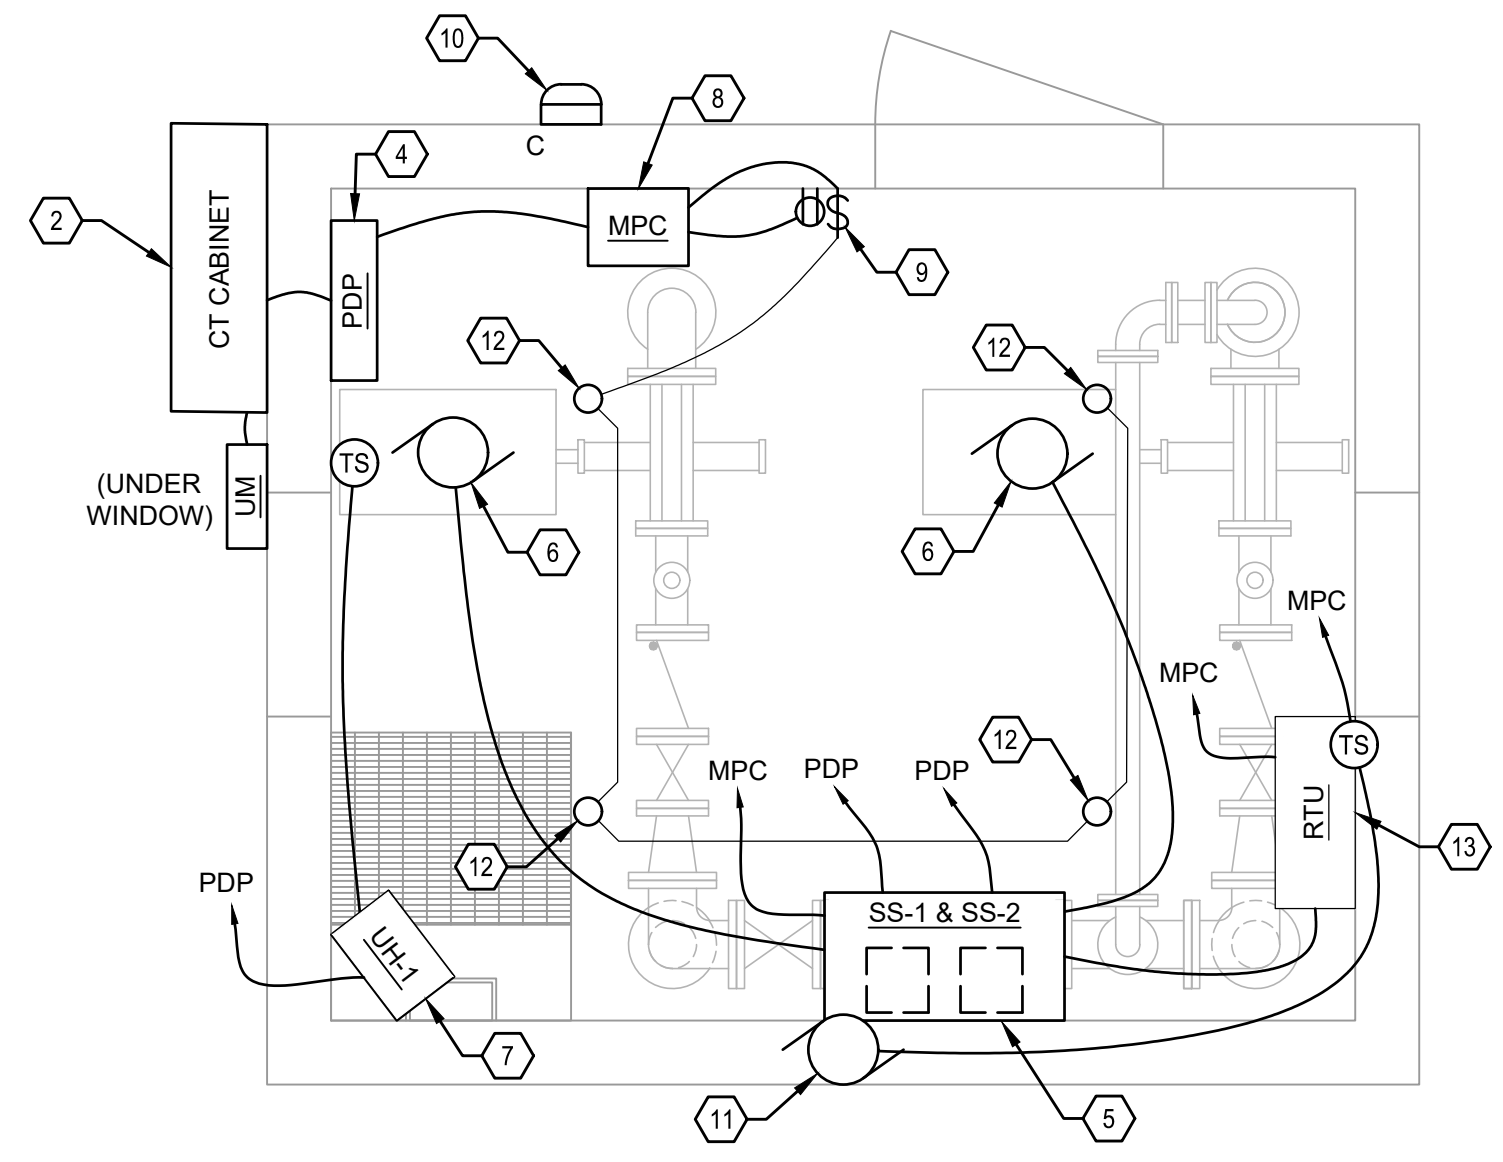 10
8
C
4
2
CT CABINET
PDP
MPC
S
9
12
12
TS
(UNDER
WINDOW)
UM
6
6
MPC
MPC
12
TS
MPC
PDP
PDP
RTU
13
12
PDP
SS-1 & SS-2
UH-1
7
11
5